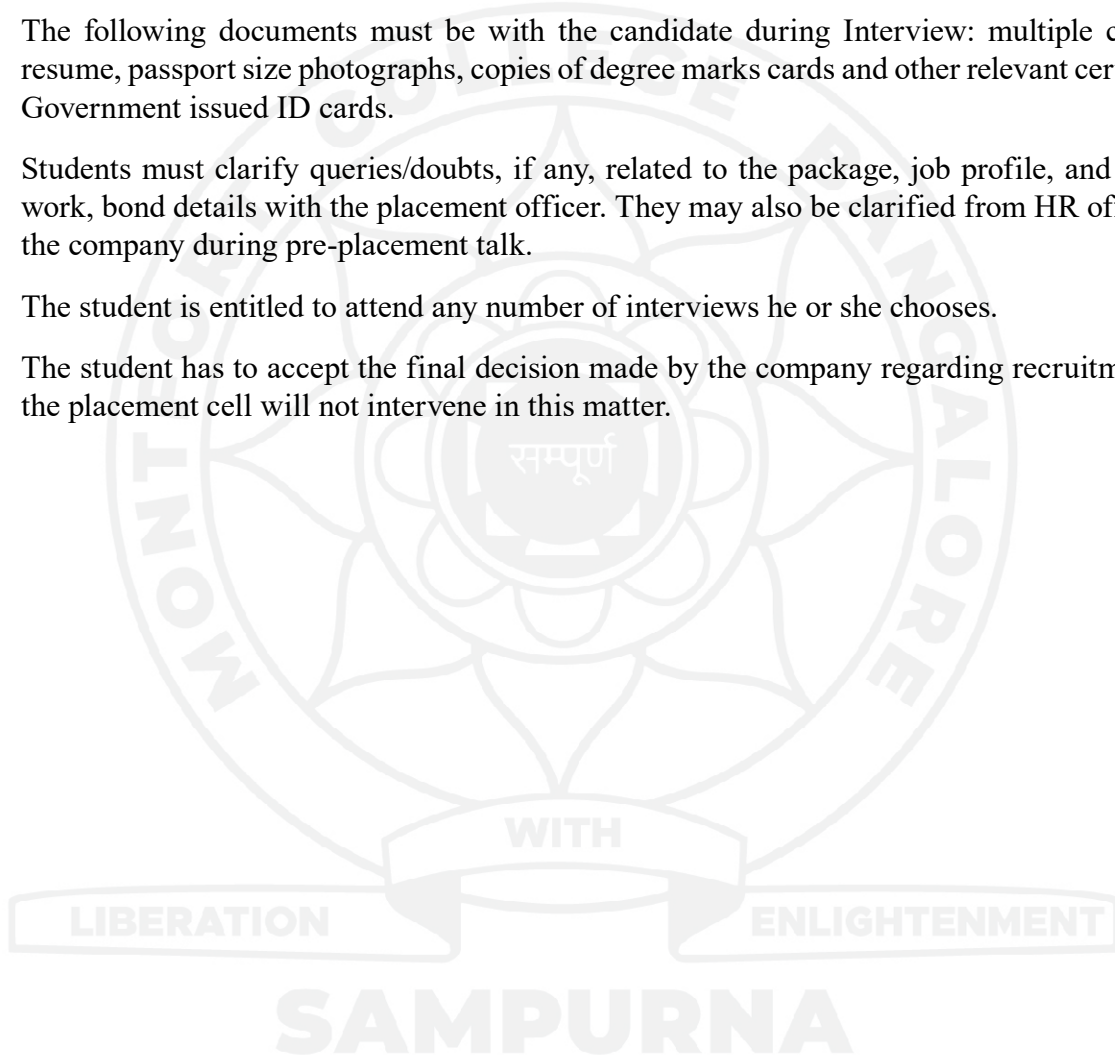 The following documents must be with the candidate during Interview: multiple c
resume, passport size photographs, copies of degree marks cards and other relevant cer
Government issued ID cards.
Students must clarify queries/doubts, if any, related to the package, job profile, and
work, bond details with the placement officer. They may also be clarified from HR of
the company during pre-placement talk.
The student is entitled to attend any number of interviews he or she chooses.
The student has to accept the final decision made by the company regarding recruitm
the placement cell will not intervene in this matter.
MONTFORT COLLEGE BANGALORE
सम्पूर्ण
WITH
LIBERATION ENLIGHTENMENT
SAMPURNA